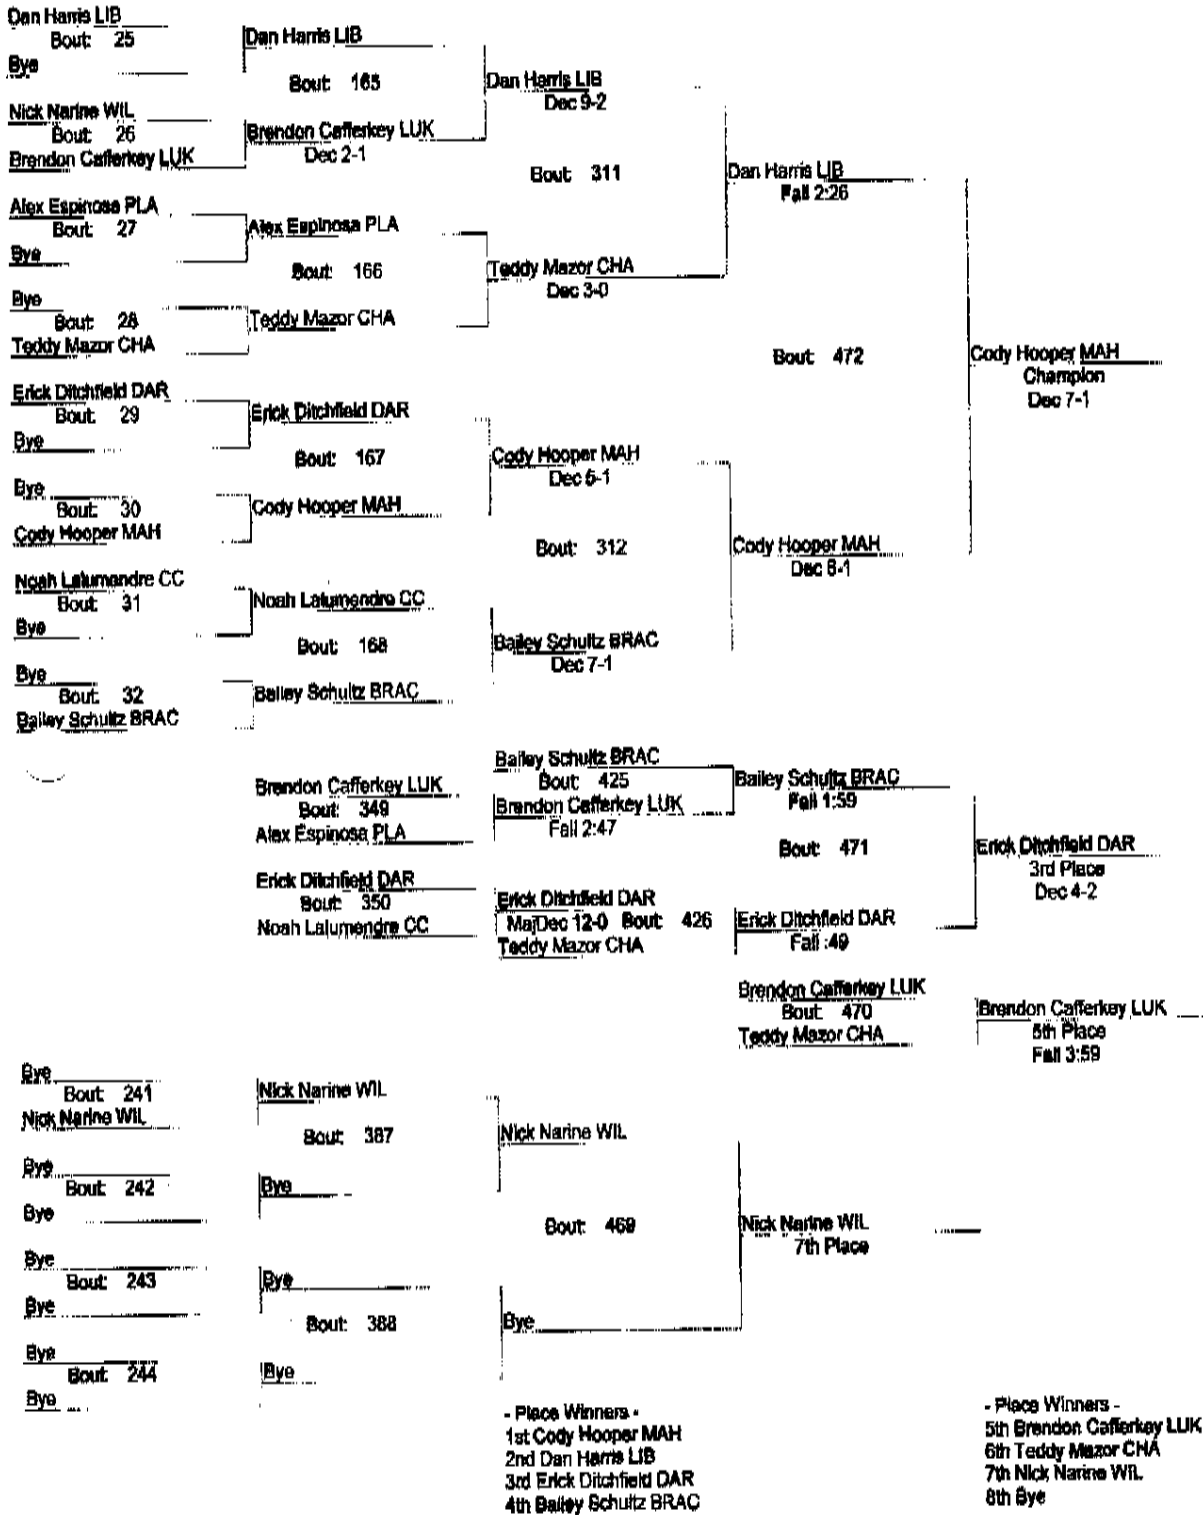 Dan Harris LIB
Bout: 25
Bye
Nick Narine WIL
Bout: 26
Brendon Cafferkey LUK
Alex Espinosa PLA
Bout: 27
Bye
Bye
Bout: 28
Teddy Mazor CHA
Erick Ditchfield DAR
Bout: 29
Bye
Bye
Bout: 30
Cody Hooper MAH
Noah Lalumendre CC
Bout: 31
Bye
Bye
Bout: 32
Bailey Schultz BRAC
Dan Harris LIB
Bout: 165
Brendon Cafferkey LUK
Dec 2-1
Alex Espinosa PLA
Bout: 166
Teddy Mazor CHA
Erick Ditchfield DAR
Bout: 167
Cody Hooper MAH
Noah Lalumendre CC
Bout: 168
Bailey Schultz BRAC
Dan Harris LIB
Dec 9-2
Bout: 311
Teddy Mazor CHA
Dec 3-0
Cody Hooper MAH
Dec 5-1
Bout: 312
Bailey Schultz BRAC
Dec 7-1
Dan Harris LIB
Fall 2:26
Bout: 472
Cody Hooper MAH
Dec 6-1
Cody Hooper MAH
Champion
Dec 7-1
Brendon Cafferkey LUK
Bout: 349
Alex Espinosa PLA
Erick Ditchfield DAR
Bout: 350
Noah Lalumendre CC
Bailey Schultz BRAC
Bout: 425
Brendon Cafferkey LUK
Fall 2:47
Erick Ditchfield DAR
MajDec 12-0 Bout: 426
Teddy Mazor CHA
Bailey Schultz BRAC
Fall 1:59
Bout: 471
Erick Ditchfield DAR
Fall :49
Erick Ditchfield DAR
3rd Place
Dec 4-2
Brendon Cafferkey LUK
Bout: 470
Teddy Mazor CHA
Brendon Cafferkey LUK
5th Place
Fall 3:59
Bye
Bout: 241
Nick Narine WIL
Bye
Bout: 242
Bye
Bye
Bout: 243
Bye
Bye
Bout: 244
Bye
Nick Narine WIL
Bout: 387
Bye
Bye
Bout: 388
Bye
Nick Narine WIL
Bout: 469
Bye
Nick Narine WIL
7th Place
- Place Winners -
1st Cody Hooper MAH
2nd Dan Harris LIB
3rd Erick Ditchfield DAR
4th Bailey Schultz BRAC
- Place Winners -
5th Brendon Cafferkey LUK
6th Teddy Mazor CHA
7th Nick Narine WIL
8th Bye